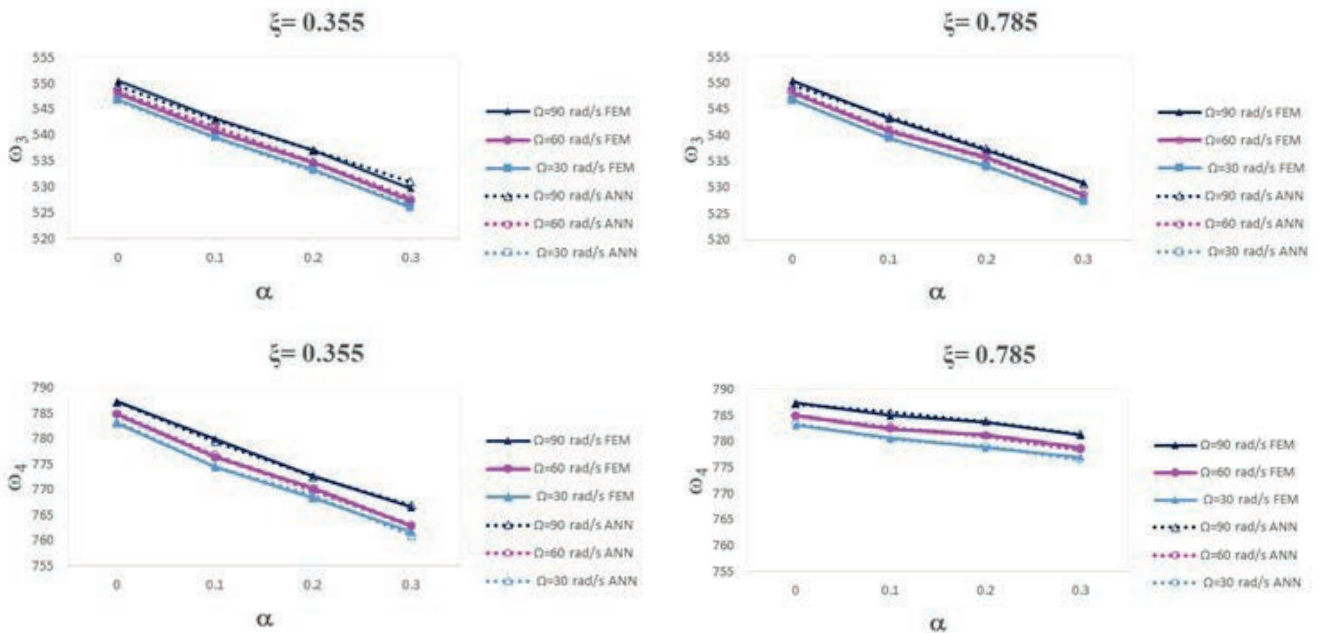 ξ= 0.355
555
550
545
540
535
530
525
520
ω3
0 0.1 0.2 0.3
α
Ω=90 rad/s FEM
Ω=60 rad/s FEM
Ω=30 rad/s FEM
Ω=90 rad/s ANN
Ω=60 rad/s ANN
Ω=30 rad/s ANN
ξ= 0.785
555
550
545
540
535
530
525
520
ω3
0 0.1 0.2 0.3
α
Ω=90 rad/s FEM
Ω=60 rad/s FEM
Ω=30 rad/s FEM
Ω=90 rad/s ANN
Ω=60 rad/s ANN
Ω=30 rad/s ANN
ξ= 0.355
790
785
780
775
770
765
760
755
ω4
0 0.1 0.2 0.3
α
Ω=90 rad/s FEM
Ω=60 rad/s FEM
Ω=30 rad/s FEM
Ω=90 rad/s ANN
Ω=60 rad/s ANN
Ω=30 rad/s ANN
ξ= 0.785
790
785
780
775
770
765
760
755
ω4
0 0.1 0.2 0.3
α
Ω=90 rad/s FEM
Ω=60 rad/s FEM
Ω=30 rad/s FEM
Ω=90 rad/s ANN
Ω=60 rad/s ANN
Ω=30 rad/s ANN